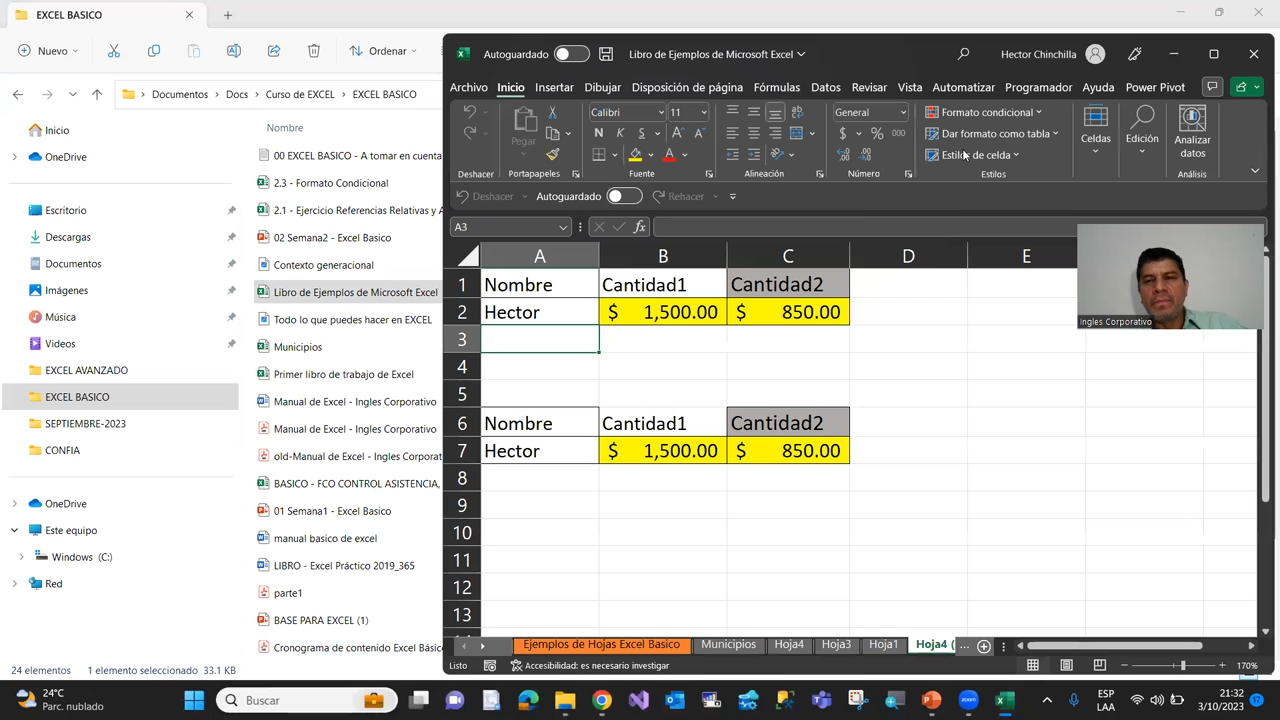 EXCEL BASICO
Nuevo
Ordenar
Documentos
Docs
Curso de EXCEL
EXCEL BASICO
Inicio
OneDrive
Escritorio
Descargas
Documentos
Imágenes
Música
Videos
EXCEL AVANZADO
EXCEL BASICO
SEPTIEMBRE-2023
CONFIA
OneDrive
Este equipo
Windows (C:)
Red
Nombre
00 EXCEL BASICO - A tomar en cuenta
2.3 - Formato Condicional
2.1 - Ejercicio Referencias Relativas y A
02 Semana2 - Excel Basico
Contexto generacional
Libro de Ejemplos de Microsoft Excel
Todo lo que puedes hacer en EXCEL
Municipios
Primer libro de trabajo de Excel
Manual de Excel - Ingles Corporativo
Manual de Excel - Ingles Corporativo
old-Manual de Excel - Ingles Corporat
BASICO - FCO CONTROL ASISTENCIA,
01 Semana1 - Excel Basico
manual basico de excel
LIBRO - Excel Práctico 2019_365
parte1
BASE PARA EXCEL (1)
Cronograma de contenido Excel Básic
24 elementos
1 elemento seleccionado
33.1 KB
Autoguardado
Libro de Ejemplos de Microsoft Excel
Hector Chinchilla
Archivo Inicio Insertar Dibujar Disposición de página Fórmulas Datos Revisar Vista Automatizar Programador Ayuda Power Pivot
Pegar
Calibri
11
N K S
General
$ % 000
Formato condicional
Dar formato como tabla
Estilos de celda
Celdas
Edición
Analizar
datos
Deshacer
Portapapeles
Fuente
Alineación
Número
Estilos
Análisis
Deshacer
Autoguardado
Rehacer
A3
fx
A B C D E
1 Nombre Cantidad1 Cantidad2
2 Hector $ 1,500.00 $ 850.00
3
4
5
6 Nombre Cantidad1 Cantidad2
7 Hector $ 1,500.00 $ 850.00
8
9
10
11
12
13
Ingles Corporativo
Ejemplos de Hojas Excel Basico Municipios Hoja4 Hoja3 Hoja1 Hoja4 ( ...
Listo
Accesibilidad: es necesario investigar
170%
24°C
Parc. nublado
Buscar
ESP
LAA
21:32
3/10/2023